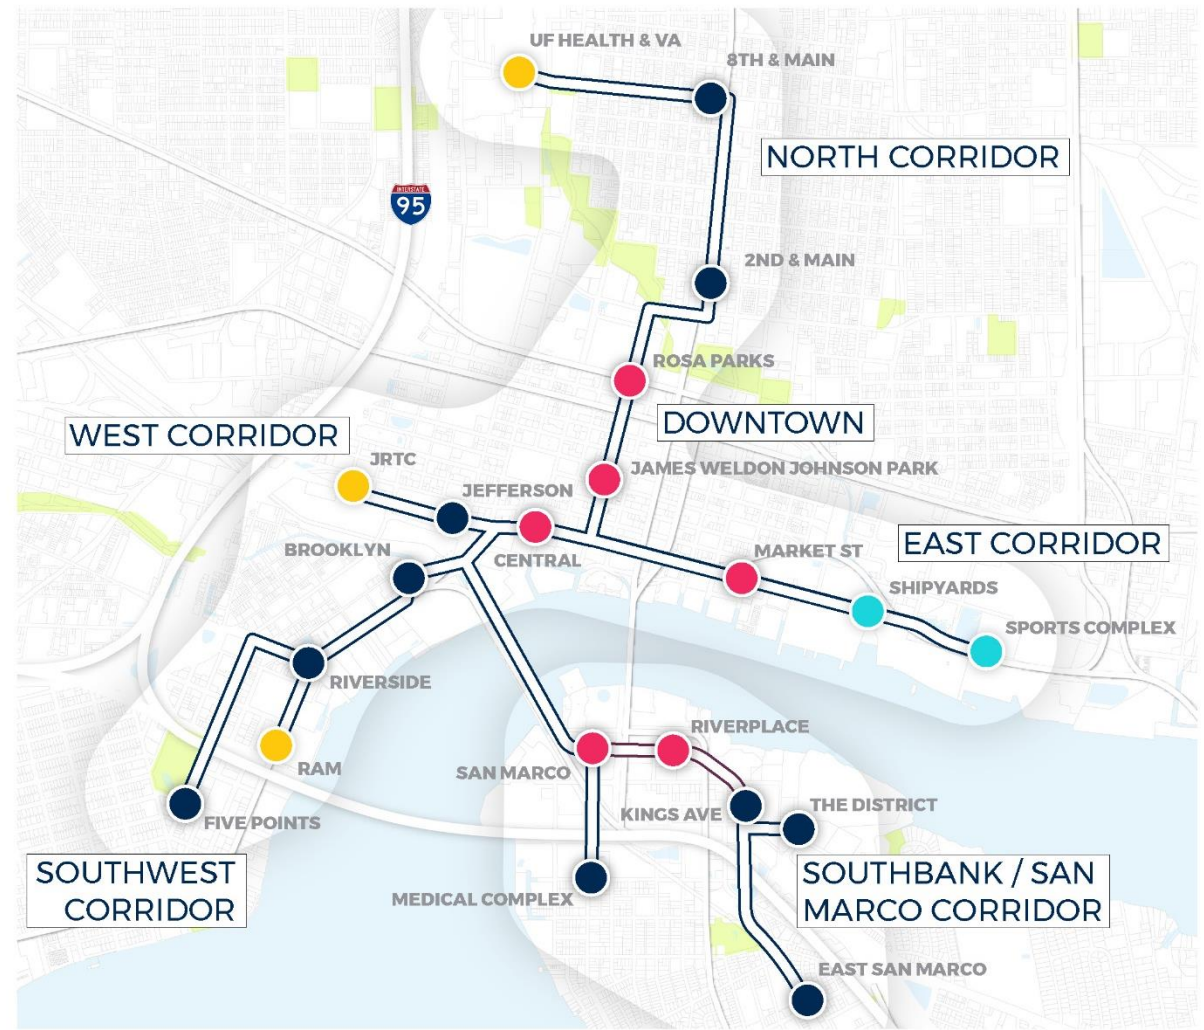 UF HEALTH & VA
8TH & MAIN
NORTH CORRIDOR
INTERSTATE
95
2ND & MAIN
ROSA PARKS
DOWNTOWN
WEST CORRIDOR
JRTC
JAMES WELDON JOHNSON PARK
JEFFERSON
BROOKLYN
CENTRAL
EAST CORRIDOR
MARKET ST
SHIPYARDS
SPORTS COMPLEX
RIVERSIDE
RIVERPLACE
RAM
SAN MARCO
KINGS AVE
THE DISTRICT
FIVE POINTS
SOUTHWEST
CORRIDOR
SOUTHBANK / SAN
MARCO CORRIDOR
MEDICAL COMPLEX
EAST SAN MARCO